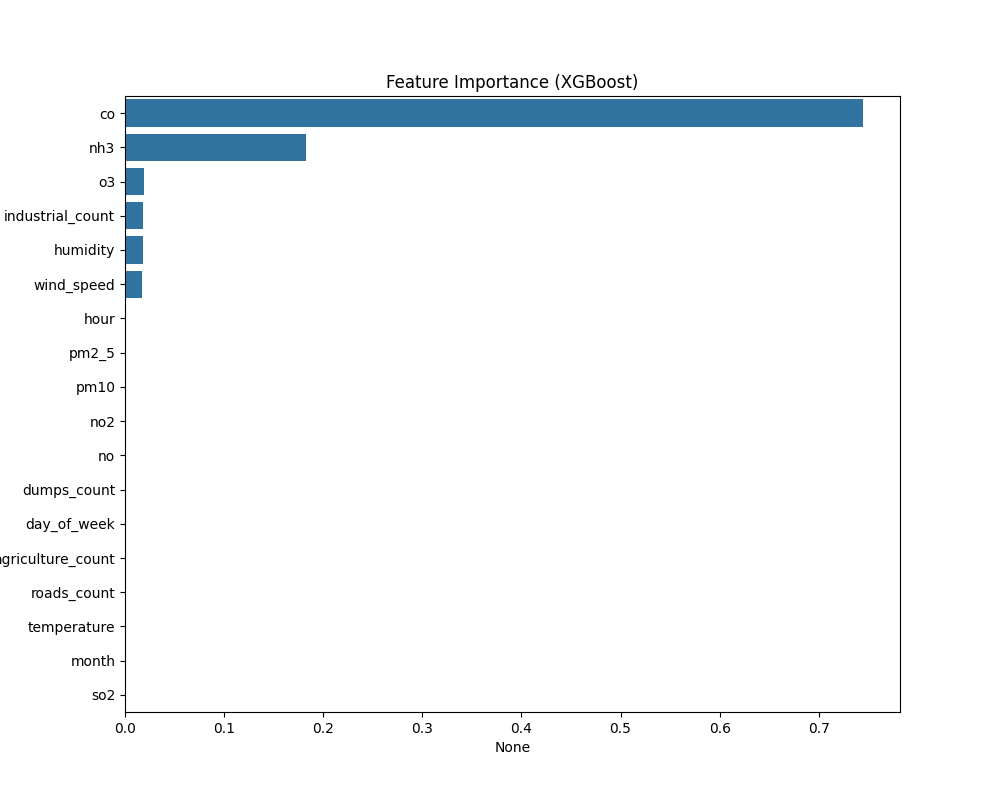 Feature Importance (XGBoost)
co
nh3
o3
industrial_count
humidity
wind_speed
hour
pm2_5
pm10
no2
no
dumps_count
day_of_week
agriculture_count
roads_count
temperature
month
so2
0.0 0.1 0.2 0.3 0.4 0.5 0.6 0.7
None